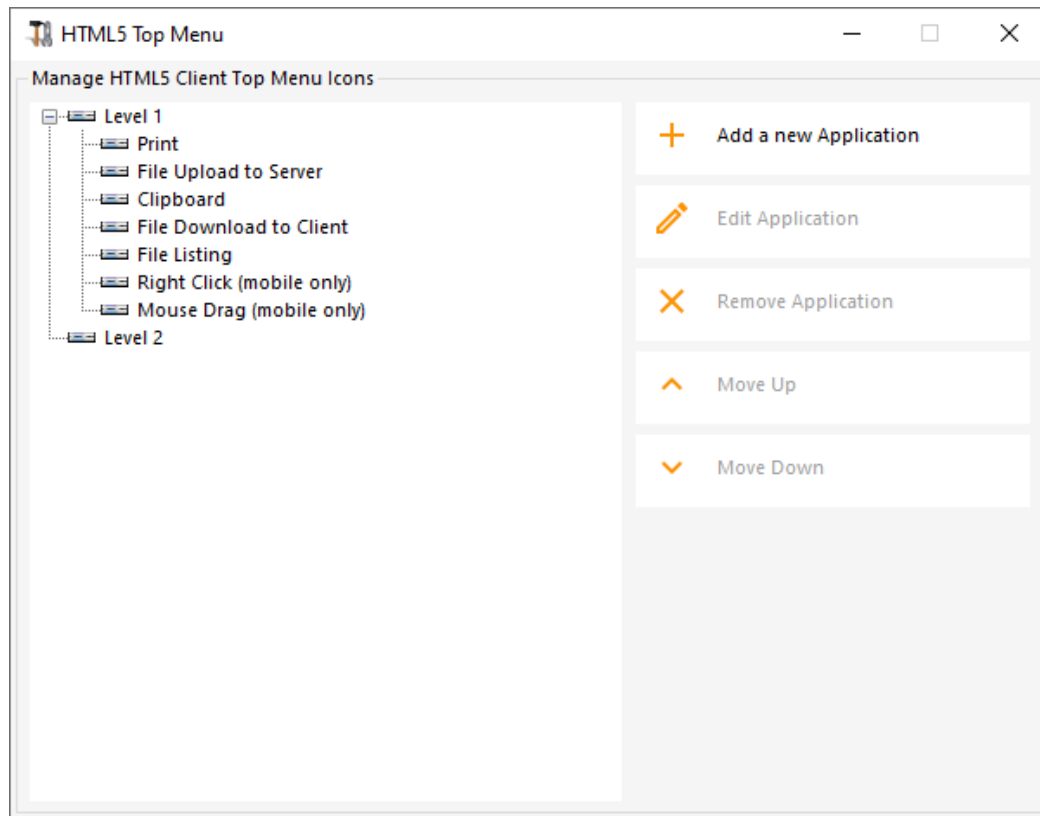 HTML5 Top Menu
Manage HTML5 Client Top Menu Icons
Level 1
Print
File Upload to Server
Clipboard
File Download to Client
File Listing
Right Click (mobile only)
Mouse Drag (mobile only)
Level 2
Add a new Application
Edit Application
Remove Application
Move Up
Move Down